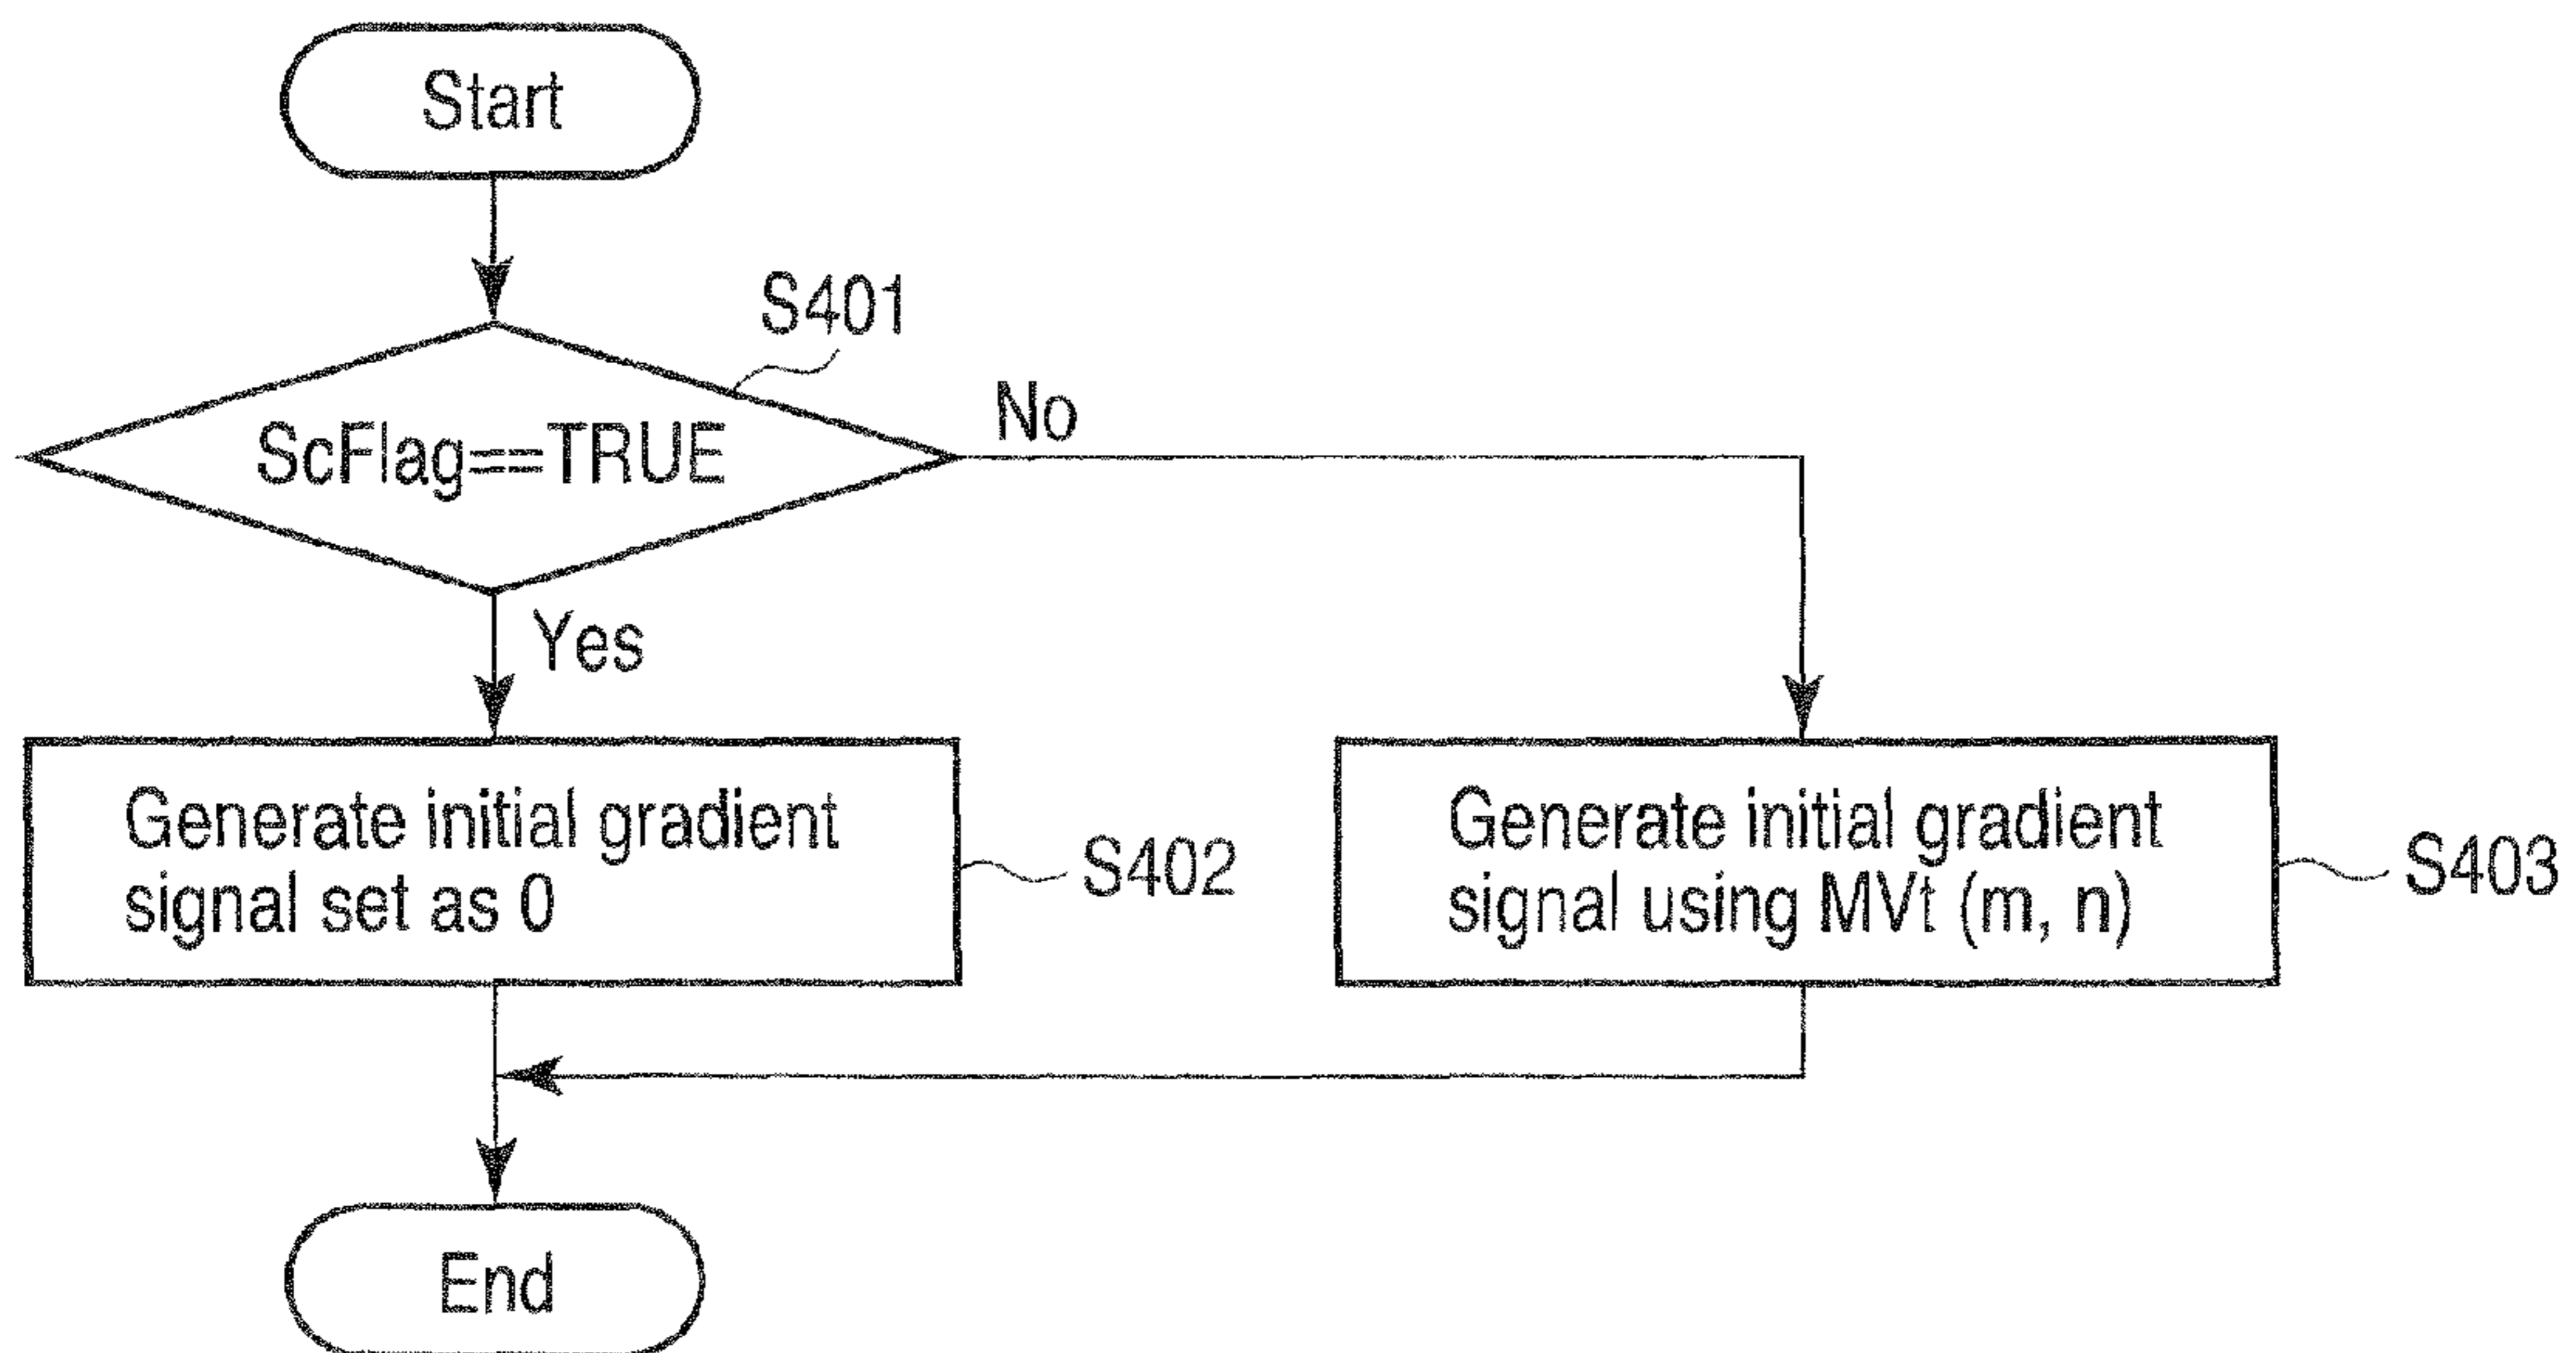 Start
S401
ScFlag==TRUE
No
Yes
Generate initial gradient
signal set as 0
S402
Generate initial gradient
signal using MVt (m, n)
S403
End